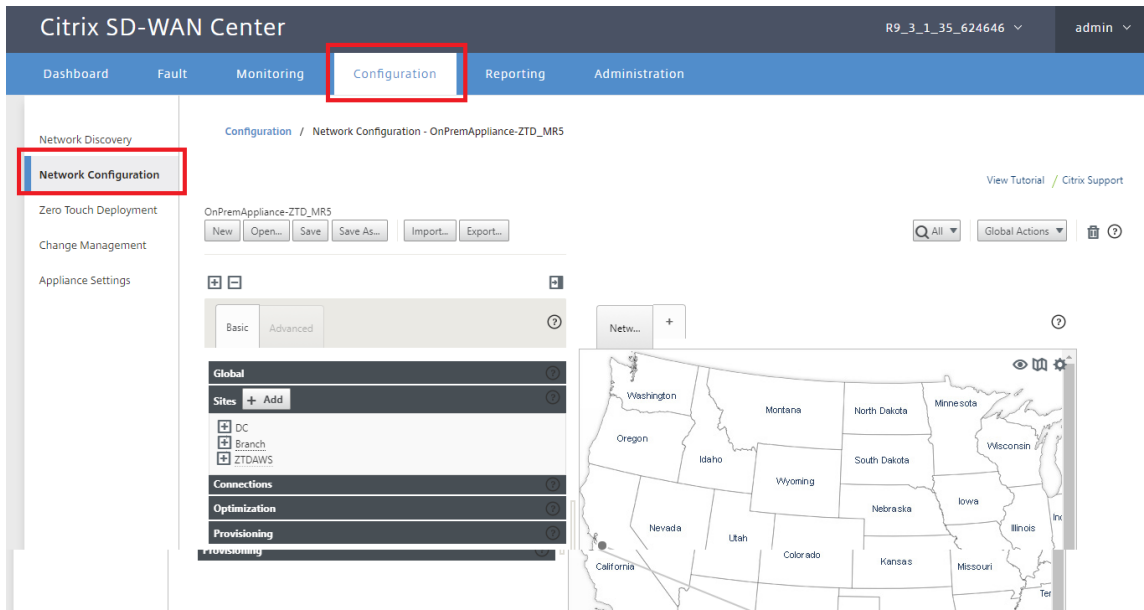 Citrix SD-WAN Center
R9_3_1_35_624646
admin
Dashboard Fault Monitoring Configuration Reporting Administration
Network Discovery
Network Configuration
Zero Touch Deployment
Change Management
Appliance Settings
Configuration / Network Configuration - OnPremAppliance-ZTD_MR5
View Tutorial / Citrix Support
OnPremAppliance-ZTD_MR5
New Open... Save Save As... Import... Export...
All Global Actions
Basic Advanced
Netw... +
Global
Sites + Add
DC
Branch
ZTDAWS
Connections
Optimization
Provisioning
Provisioning
Washington
Montana
North Dakota
Minnesota
Oregon
Idaho
South Dakota
Wisconsin
Wyoming
Nebraska
Iowa
Nevada
Utah
Illinois
Inc
California
Colorado
Kansas
Missouri
Ter